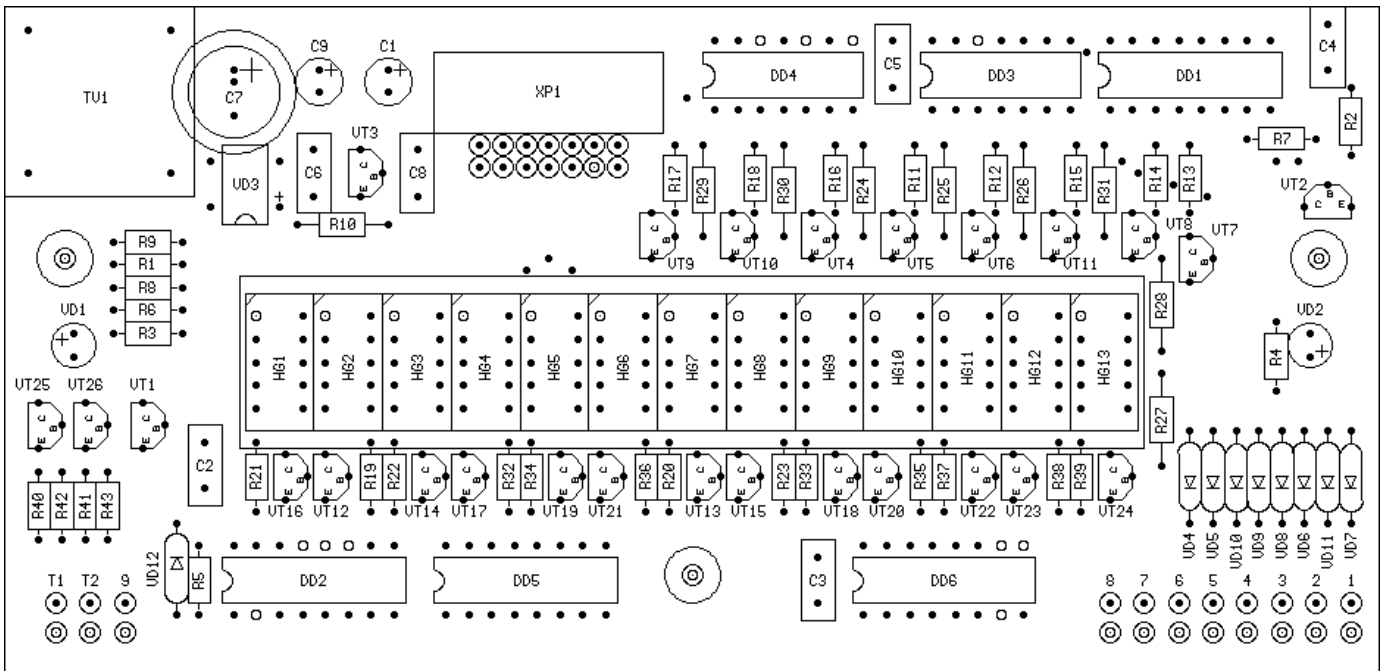 TV1
C7
C9
C1
XP1
DD4
C5
DD3
DD1
C4
R2
R7
VD3
C6
VT3
C8
R10
R17
R29
R18
R30
R16
R24
R11
R25
R12
R26
R15
R31
R14
R13
VT2
VT9
VT10
VT4
VT5
VT6
VT11
VT8
VT7
R9
R1
R8
R6
R3
VD1
HG1
HG2
HG3
HG4
HG5
HG6
HG7
HG8
HG9
HG10
HG11
HG12
HG13
R28
R27
VD2
R4
VT25
VT26
VT1
C2
R21
R19
R22
R32
R34
R36
R20
R23
R33
R35
R37
R38
R39
VT16
VT12
VT14
VT17
VT19
VT21
VT13
VT15
VT18
VT20
VT22
VT23
VT24
R40
R42
R41
R43
VD4
VD5
VD10
VD9
VD8
VD6
VD11
VD7
VD12
R5
DD2
DD5
C3
DD6
T1 T2 9
8 7 6 5 4 3 2 1